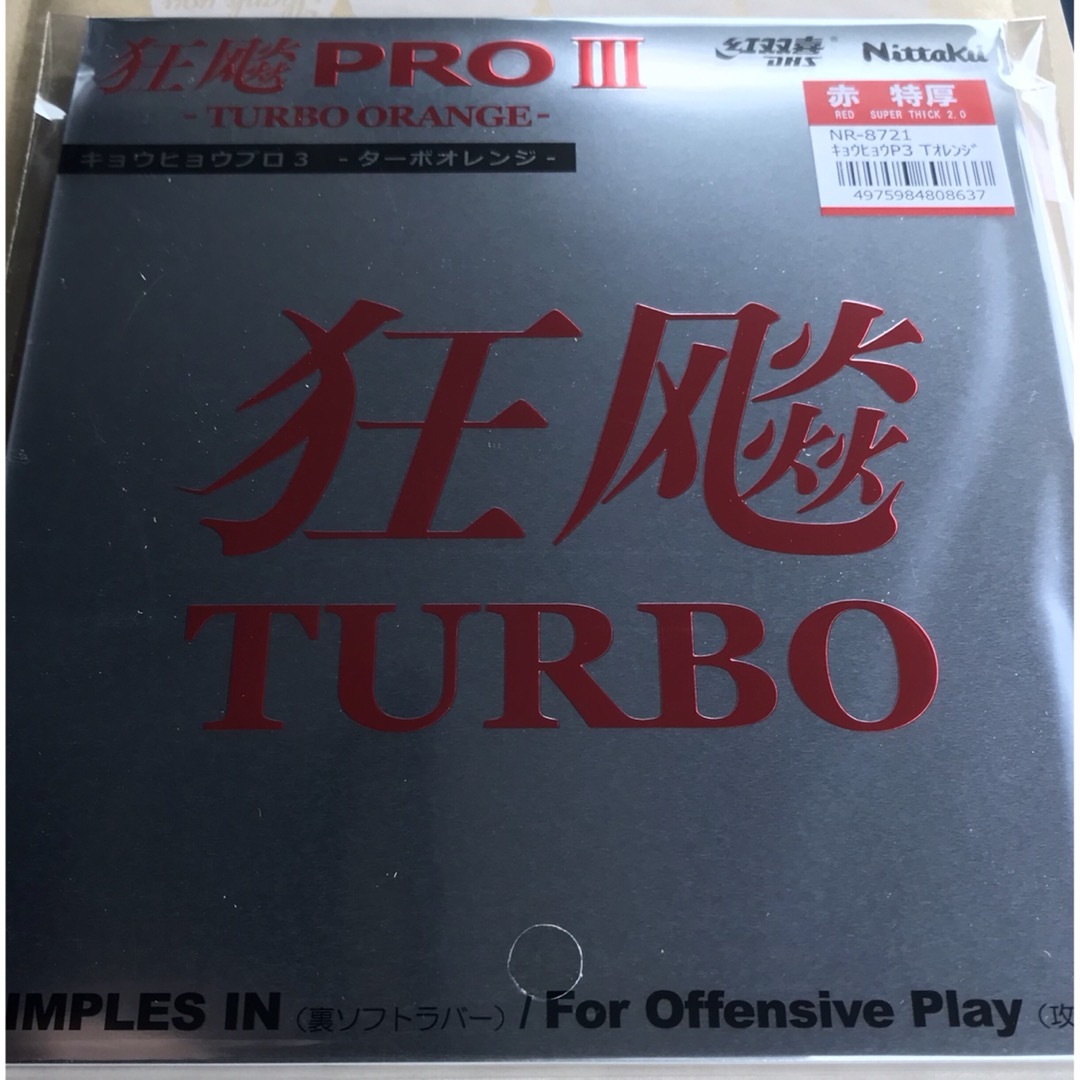 狂飈 PRO III
- TURBO ORANGE -
キョウヒョウプロ3 -ターボオレンジ-
紅双喜
DHS
Nittaku
赤 特厚
RED SUPER THICK 2.0
NR-8721
ｷｮｳﾋｮｳP3 Tｵﾚﾝｼﾞ
4975984808637
狂飈
TURBO
IMPLES IN (裏ソフトラバー) / For Offensive Play (攻